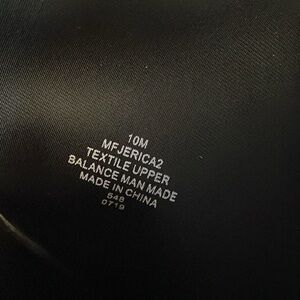 10M
MFJERICA2
TEXTILE UPPER
BALANCE MAN MADE
MADE IN CHINA
548
0719